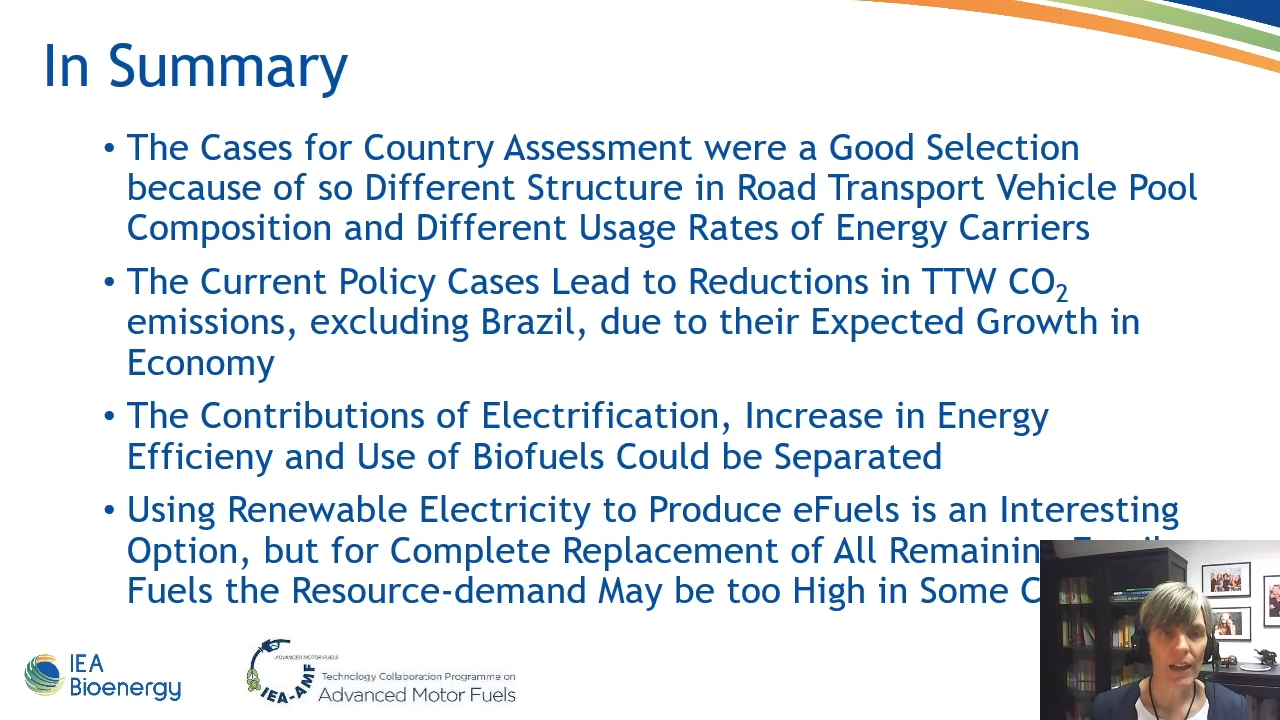 In Summary
• The Cases for Country Assessment were a Good Selection
because of so Different Structure in Road Transport Vehicle Pool
Composition and Different Usage Rates of Energy Carriers
• The Current Policy Cases Lead to Reductions in TTW CO2
emissions, excluding Brazil, due to their Expected Growth in
Economy
• The Contributions of Electrification, Increase in Energy
Efficieny and Use of Biofuels Could be Separated
• Using Renewable Electricity to Produce eFuels is an Interesting
Option, but for Complete Replacement of All
Fuels the Resource-demand May be too High in Some
IEA
Bioenergy
ADVANCED MOTOR FUELS
IEA-AMF
Technology Collaboration Programme on
Advanced Motor Fuels